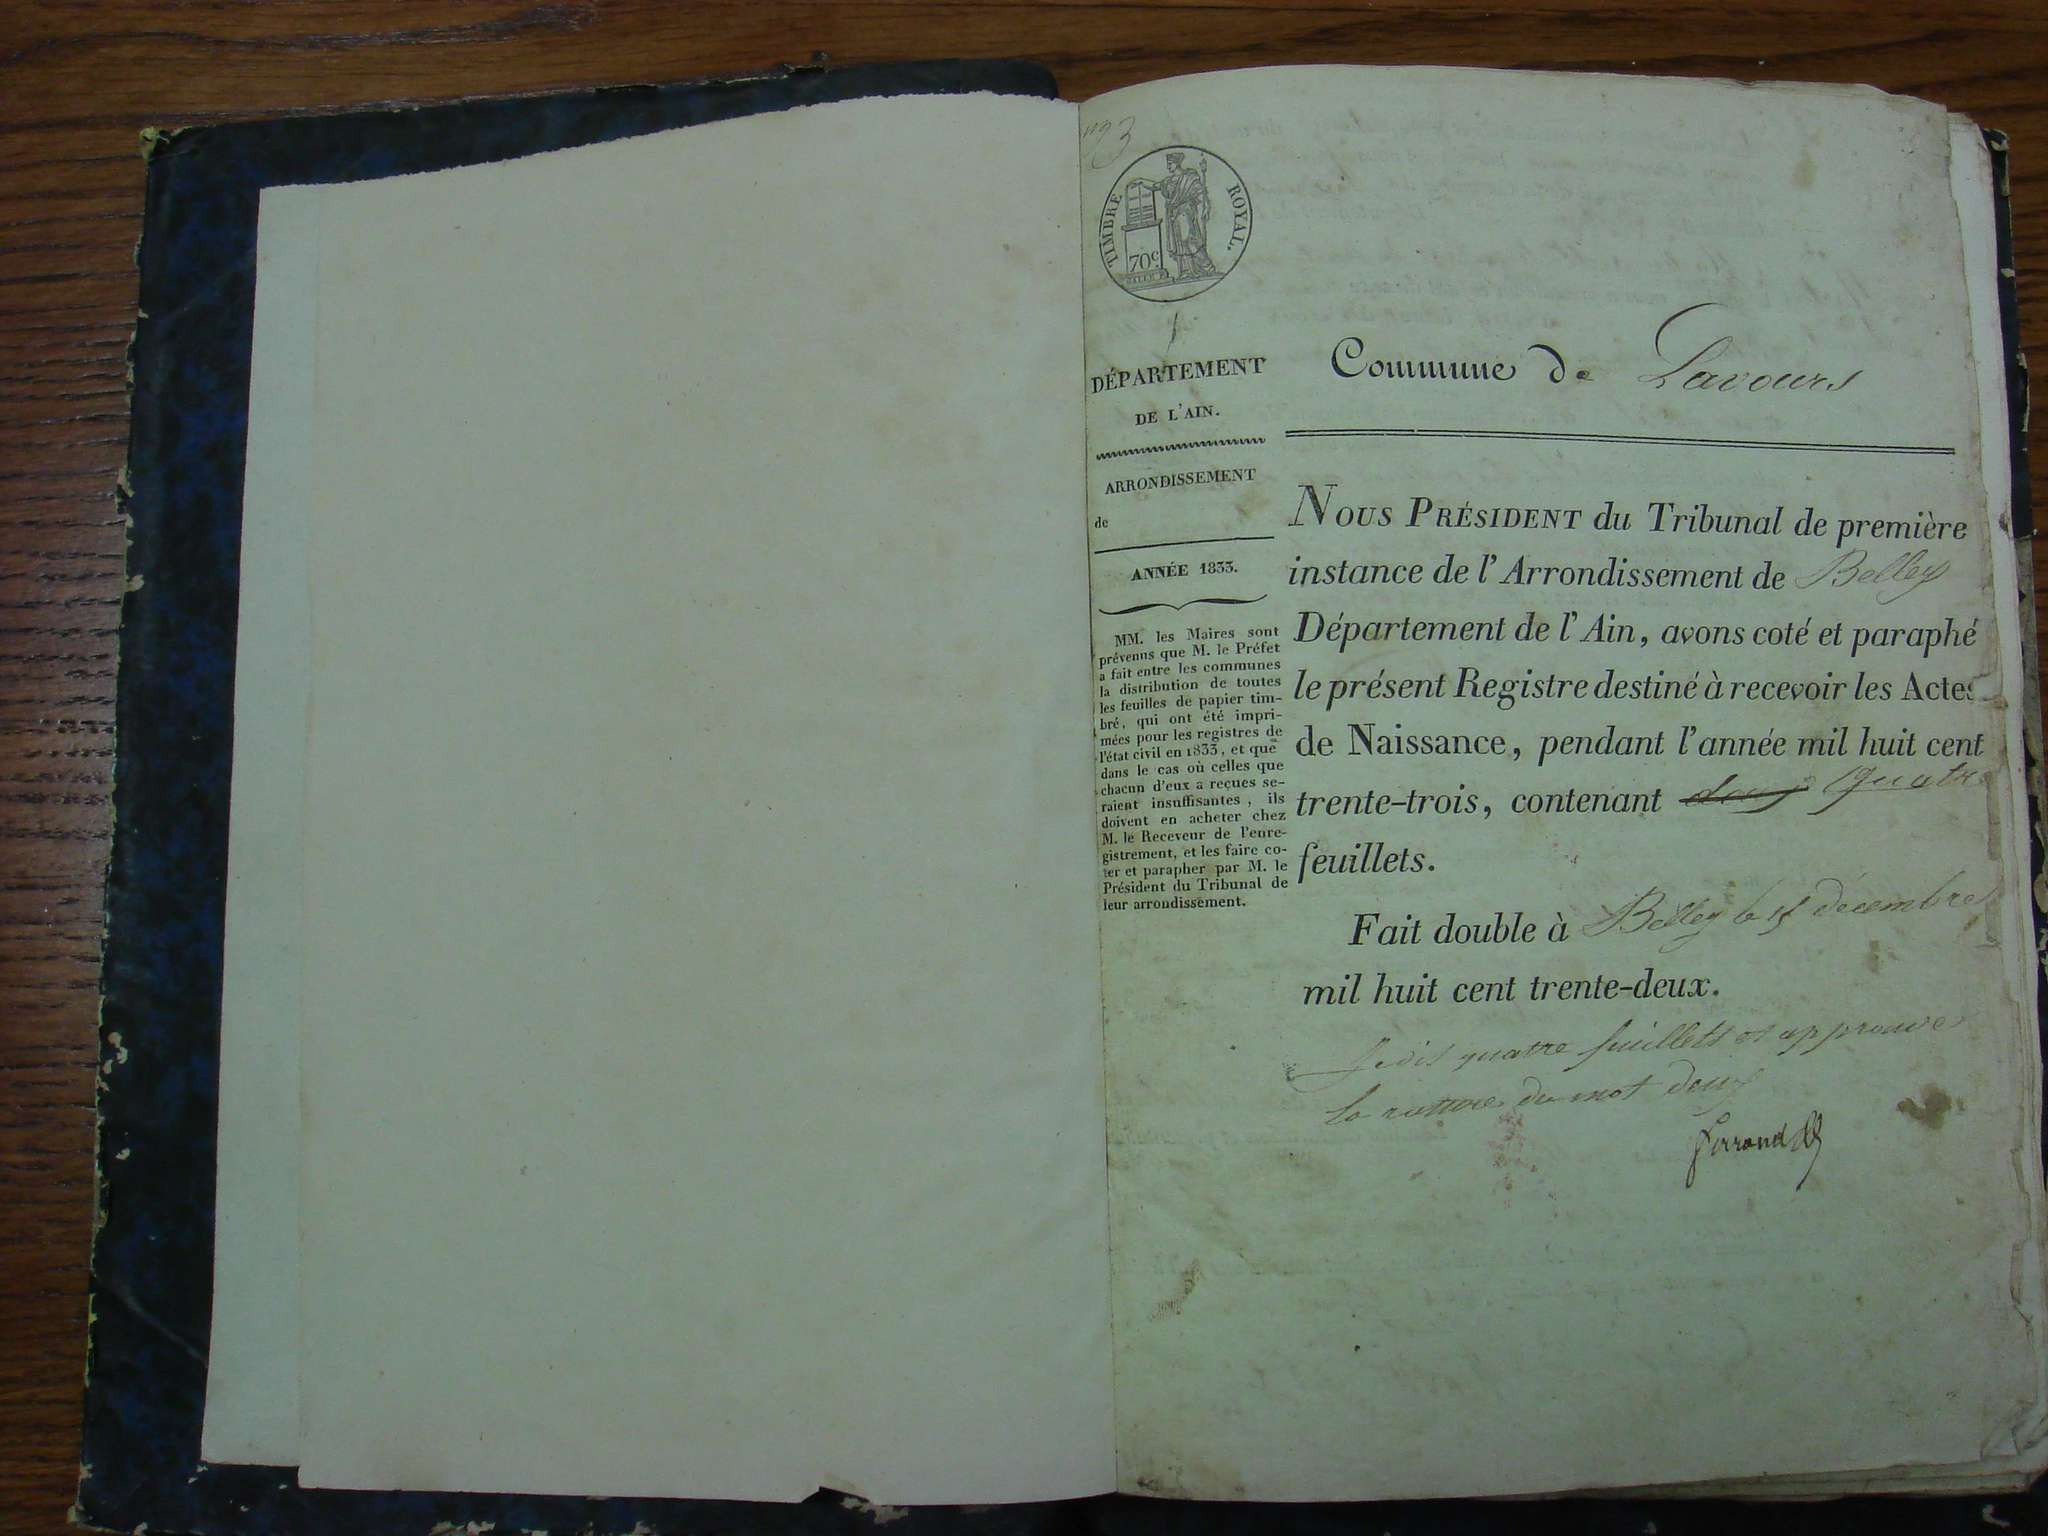 TIMBRE ROYAL.
70c
DÉPARTEMENT
DE L'AIN.
ARRONDISSEMENT
de
ANNÉE 1833.
MM. les Maires sont
prévenus que M. le Préfet
a fait entre les communes
la distribution de toutes
les feuilles de papier tim-
bré, qui ont été impri-
mées pour les registres de
l'état civil en 1833, et que
dans le cas où celles que
chacun d'eux a reçues se-
raient insuffisantes, ils
doivent en acheter chez
M. le Receveur de l'enre-
gistrement, et les faire co-
ter et parapher par M. le
Président du Tribunal de
leur arrondissement.
Commune de Lavours
NOUS PRÉSIDENT du Tribunal de première
instance de l'Arrondissement de Belley
Département de l'Ain, avons coté et paraphé
le présent Registre destiné à recevoir les Actes
de Naissance, pendant l'année mil huit cent
trente-trois, contenant deux quatre
feuillets.
Fait double à Belley le 15 décembre
mil huit cent trente-deux.
Je dis quatre feuillets et approuve
la rature du mot deux
Ferrand